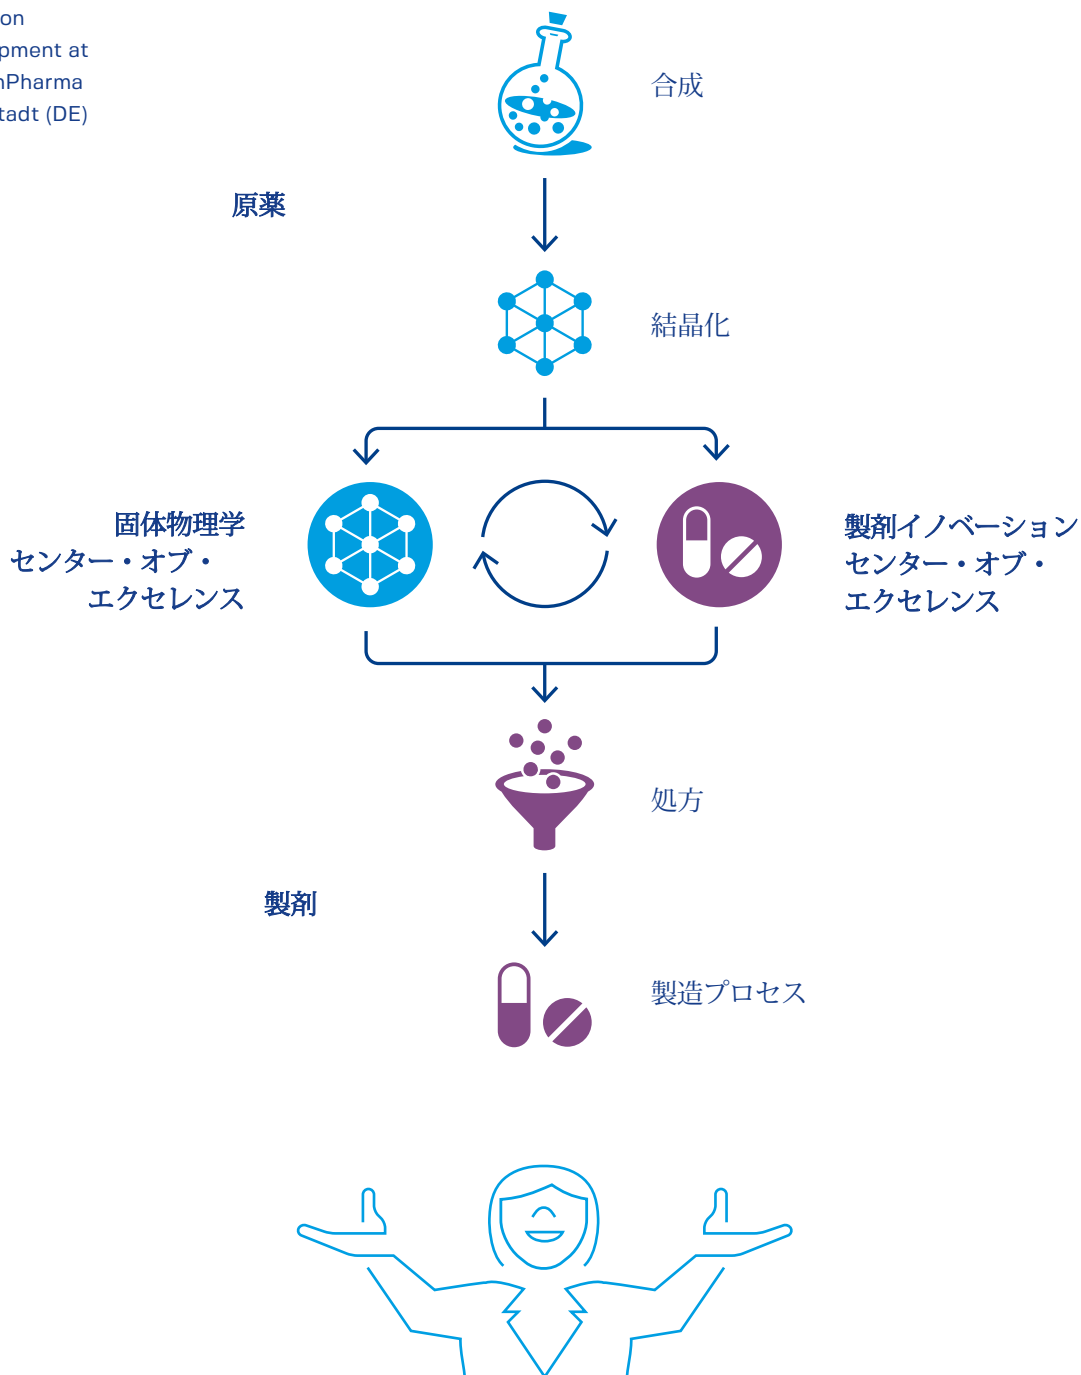 on
pment at
nPharma
tadt (DE)
合成
原薬
結晶化
固体物理学
センター・オブ・
エクセレンス
製剤イノベーション
センター・オブ・
エクセレンス
処方
製剤
製造プロセス